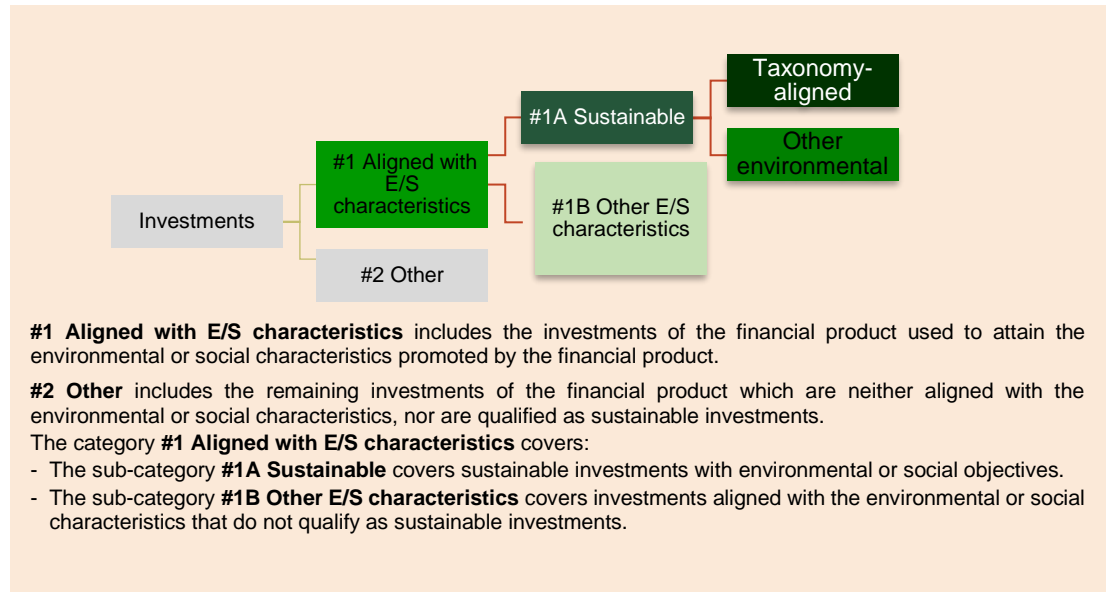 Taxonomy-
aligned
#1A Sustainable
Other
environmental
#1 Aligned with
E/S
characteristics
#1B Other E/S
characteristics
Investments
#2 Other
#1 Aligned with E/S characteristics includes the investments of the financial product used to attain the
environmental or social characteristics promoted by the financial product.
#2 Other includes the remaining investments of the financial product which are neither aligned with the
environmental or social characteristics, nor are qualified as sustainable investments.
The category #1 Aligned with E/S characteristics covers:
- The sub-category #1A Sustainable covers sustainable investments with environmental or social objectives.
- The sub-category #1B Other E/S characteristics covers investments aligned with the environmental or social
characteristics that do not qualify as sustainable investments.